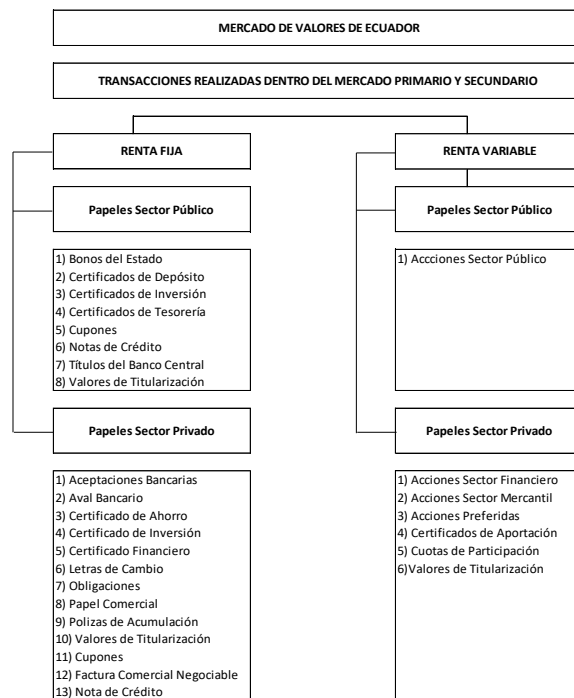 MERCADO DE VALORES DE ECUADOR
TRANSACCIONES REALIZADAS DENTRO DEL MERCADO PRIMARIO Y SECUNDARIO
RENTA FIJA
Papeles Sector Público
1) Bonos del Estado
2) Certificados de Depósito
3) Certificados de Inversión
4) Certificados de Tesorería
5) Cupones
6) Notas de Crédito
7) Títulos del Banco Central
8) Valores de Titularización
Papeles Sector Privado
1) Aceptaciones Bancarias
2) Aval Bancario
3) Certificado de Ahorro
4) Certificado de Inversión
5) Certificado Financiero
6) Letras de Cambio
7) Obligaciones
8) Papel Comercial
9) Polizas de Acumulación
10) Valores de Titularización
11) Cupones
12) Factura Comercial Negociable
13) Nota de Crédito
RENTA VARIABLE
Papeles Sector Público
1) Accciones Sector Público
Papeles Sector Privado
1) Acciones Sector Financiero
2) Acciones Sector Mercantil
3) Acciones Preferidas
4) Certificados de Aportación
5) Cuotas de Participación
6)Valores de Titularización